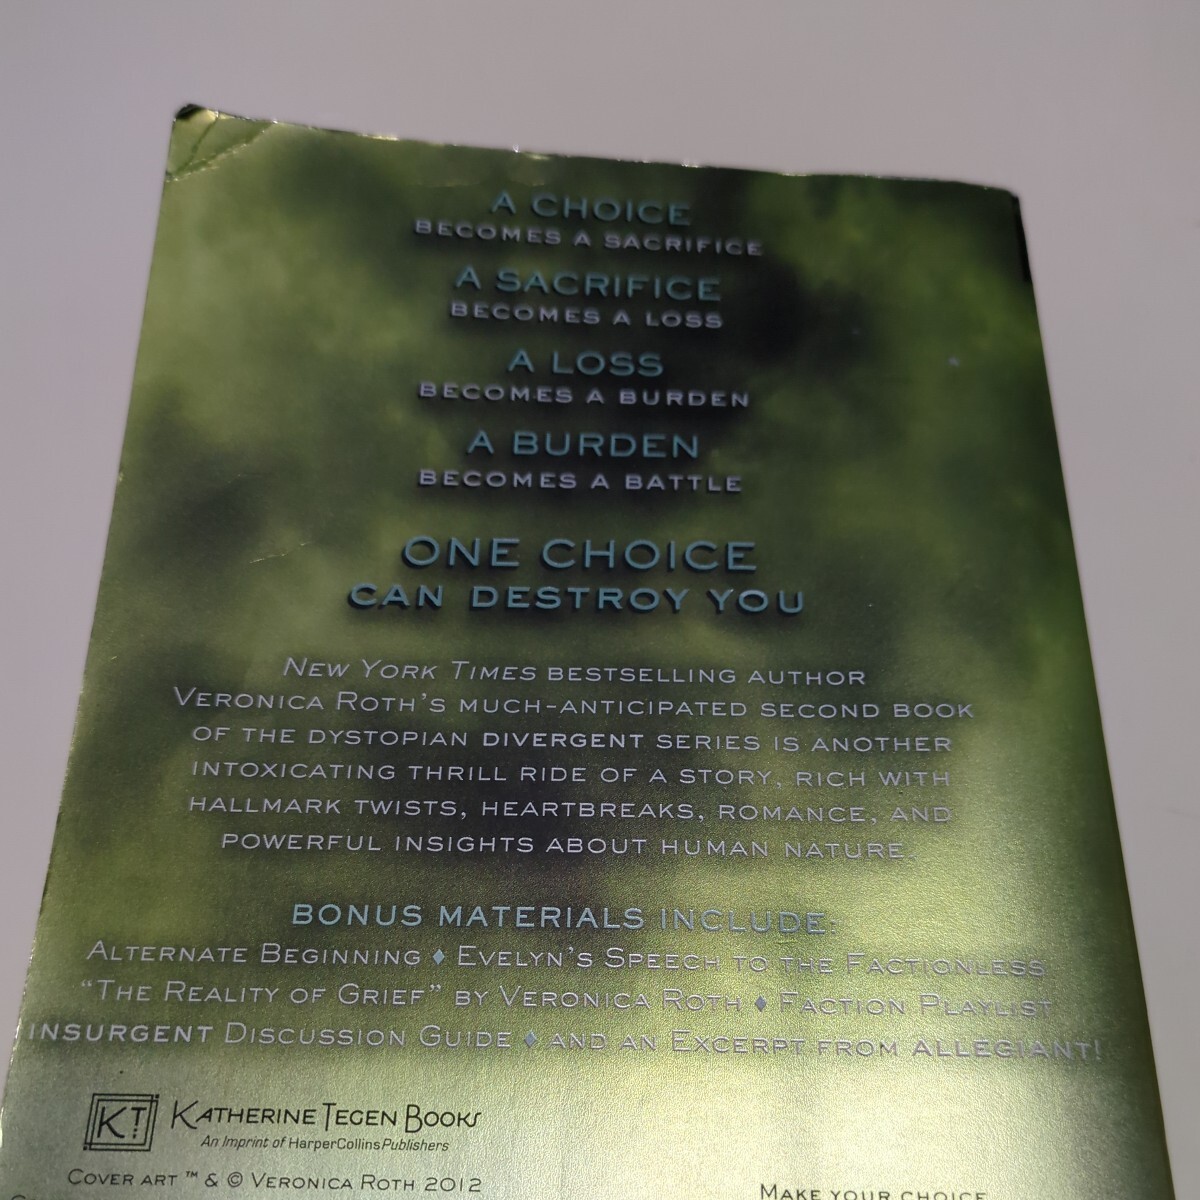 A CHOICE
BECOMES A SACRIFICE
A SACRIFICE
BECOMES A LOSS
A LOSS
BECOMES A BURDEN
A BURDEN
BECOMES A BATTLE
ONE CHOICE
CAN DESTROY YOU
NEW YORK TIMES BESTSELLING AUTHOR
VERONICA ROTH'S MUCH-ANTICIPATED SECOND BOOK
OF THE DYSTOPIAN DIVERGENT SERIES IS ANOTHER
INTOXICATING THRILL RIDE OF A STORY, RICH WITH
HALLMARK TWISTS, HEARTBREAKS, ROMANCE, AND
POWERFUL INSIGHTS ABOUT HUMAN NATURE.
BONUS MATERIALS INCLUDE:
ALTERNATE BEGINNING ♦ EVELYN'S SPEECH TO THE FACTIONLESS
"THE REALITY OF GRIEF" BY VERONICA ROTH ♦ FACTION PLAYLIST
INSURGENT DISCUSSION GUIDE ♦ AND AN EXCERPT FROM ALLEGIANT!
KT KATHERINE TEGEN BOOKS
An Imprint of HarperCollinsPublishers
COVER ART ™ & © VERONICA ROTH 2012
MAKE YOUR CHOICE